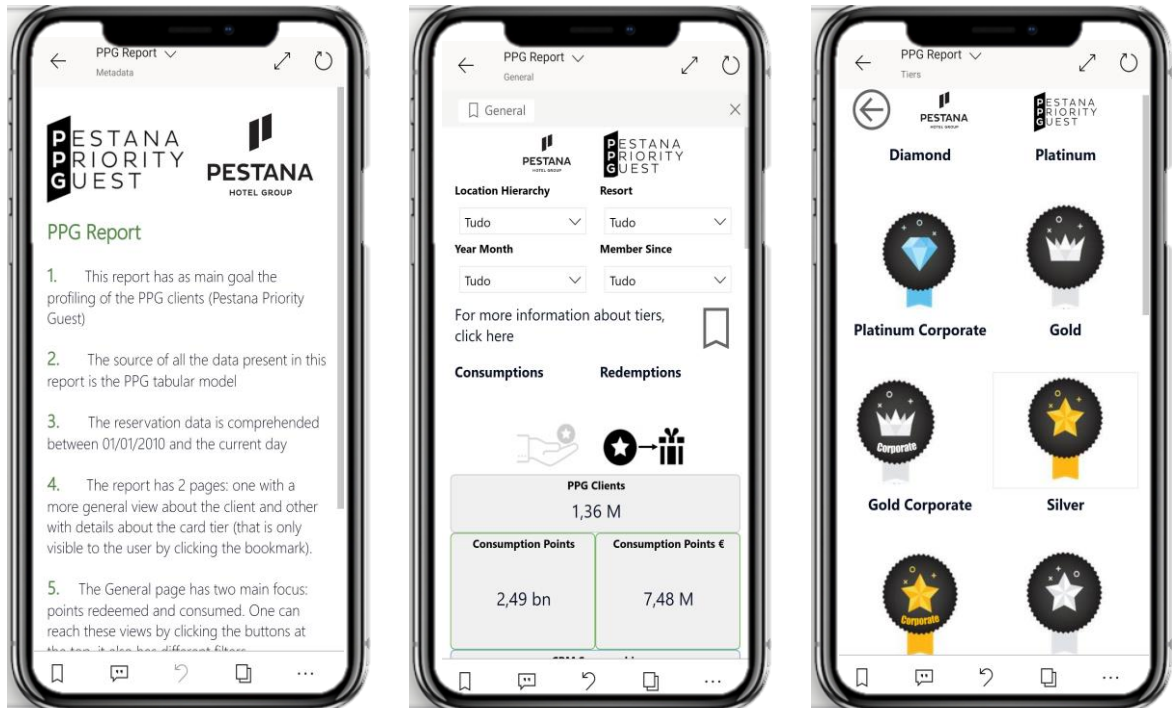 PPG Report
Metadata
PESTANA
PRIORITY
GUEST
PESTANA
HOTEL GROUP
PPG Report
1. This report has as main goal the
profiling of the PPG clients (Pestana Priority
Guest)
2. The source of all the data present in this
report is the PPG tabular model
3. The reservation data is comprehended
between 01/01/2010 and the current day
4. The report has 2 pages: one with a
more general view about the client and other
with details about the card tier (that is only
visible to the user by clicking the bookmark).
5. The General page has two main focus:
points redeemed and consumed. One can
reach these views by clicking the buttons at
the top, it also has different filters
PPG Report
General
General
PESTANA
HOTEL GROUP
PESTANA
PRIORITY
GUEST
Location Hierarchy
Resort
Tudo
Tudo
Year Month
Member Since
Tudo
Tudo
For more information about tiers,
click here
Consumptions
Redemptions
PPG Clients
1,36 M
Consumption Points
Consumption Points €
2,49 bn
7,48 M
PPG Report
Tiers
PESTANA
HOTEL GROUP
PESTANA
PRIORITY
GUEST
Diamond
Platinum
Platinum Corporate
Gold
Corporate
Gold Corporate
Silver
Corporate